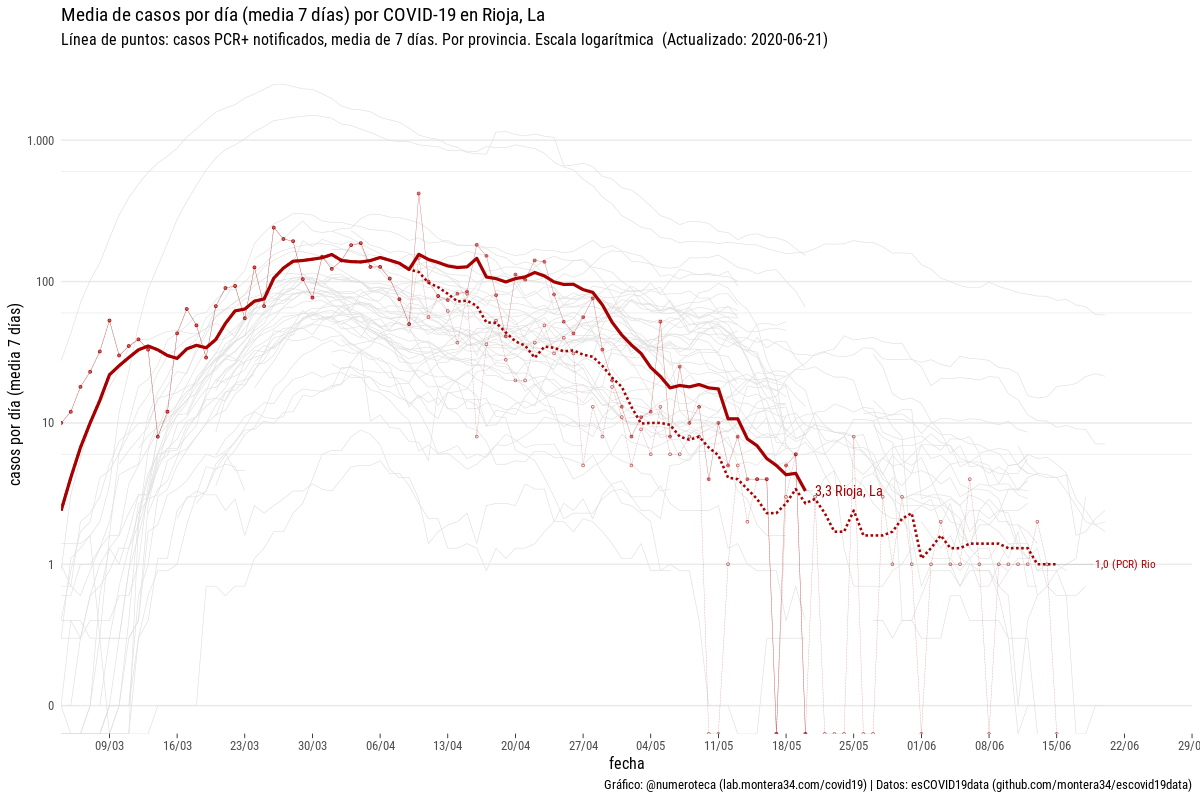 Media de casos por día (media 7 días) por COVID-19 en Rioja, La
Línea de puntos: casos PCR+ notificados, media de 7 días. Por provincia. Escala logarítmica  (Actualizado: 2020-06-21)
casos por día (media 7 días)
1.000
100
10
1
0
3,3 Rioja, La
1,0 (PCR) Rio
09/03 16/03 23/03 30/03 06/04 13/04 20/04 27/04 04/05 11/05 18/05 25/05 01/06 08/06 15/06 22/06 29/0
fecha
Gráfico: @numeroteca (lab.montera34.com/covid19) | Datos: esCOVID19data (github.com/montera34/escovid19data)